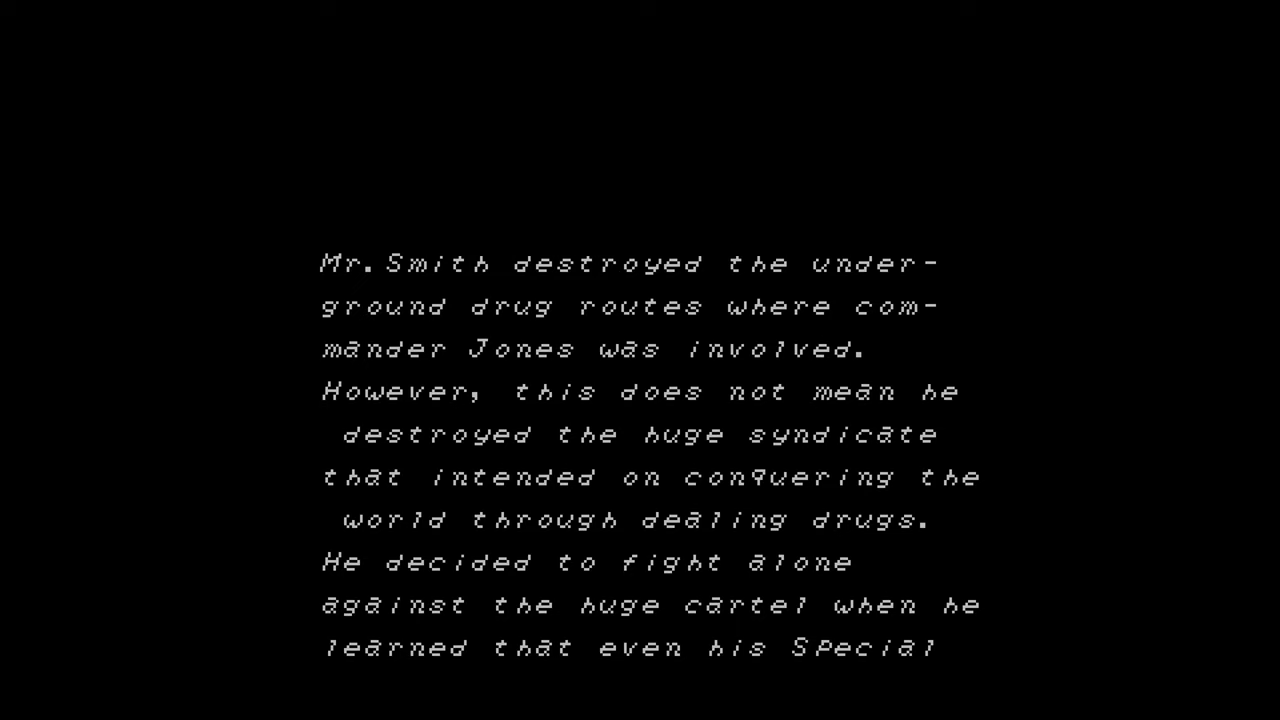 Mr.Smith destroyed the under-
ground drug routes where com-
mander Jones was involved.
However, this does not mean he
destroyed the huge syndicate
that intended on conquering the
world through dealing drugs.
He decided to fight alone
against the huge cartel when he
learned that even his Special